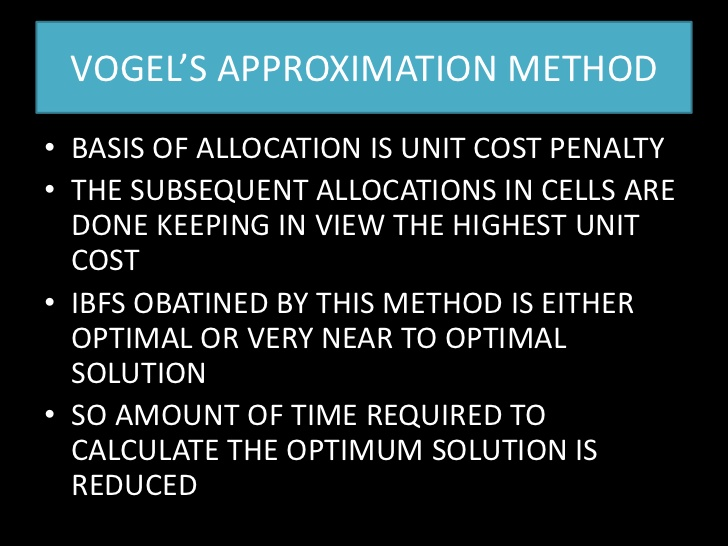 VOGEL’S APPROXIMATION METHOD
• BASIS OF ALLOCATION IS UNIT COST PENALTY
• THE SUBSEQUENT ALLOCATIONS IN CELLS ARE
DONE KEEPING IN VIEW THE HIGHEST UNIT
COST
• IBFS OBATINED BY THIS METHOD IS EITHER
OPTIMAL OR VERY NEAR TO OPTIMAL
SOLUTION
• SO AMOUNT OF TIME REQUIRED TO
CALCULATE THE OPTIMUM SOLUTION IS
REDUCED